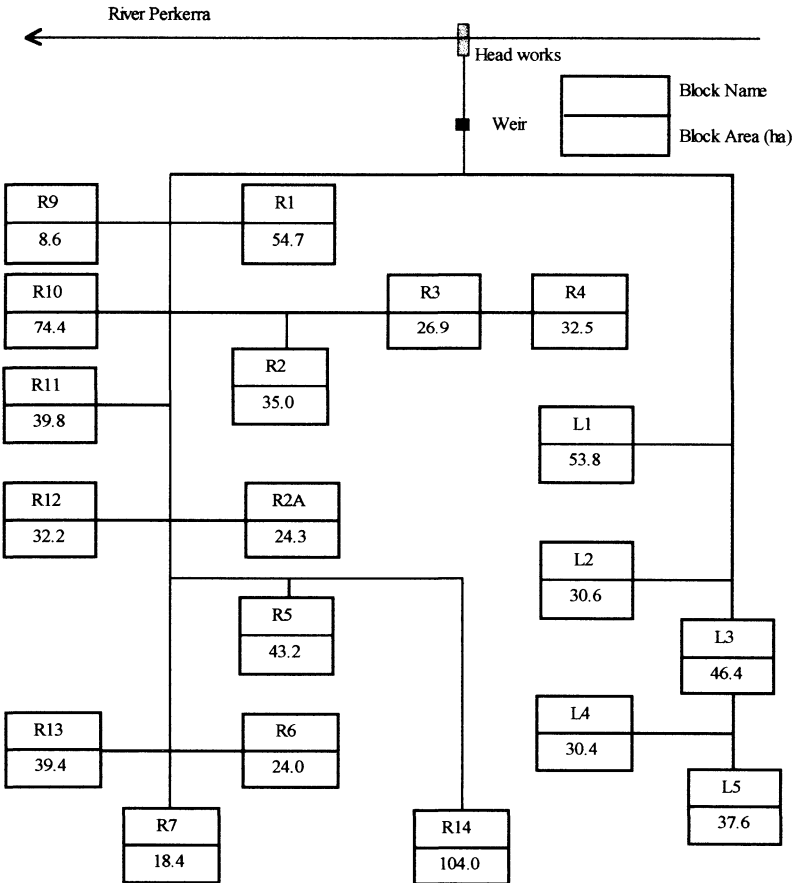 River Perkerra
Head works
Block Name
Weir
Block Area (ha)
R9
8.6
R1
54.7
R10
74.4
R3
26.9
R4
32.5
R2
35.0
R11
39.8
L1
53.8
R12
32.2
R2A
24.3
L2
30.6
R5
43.2
L3
46.4
R13
39.4
R6
24.0
L4
30.4
L5
37.6
R7
18.4
R14
104.0